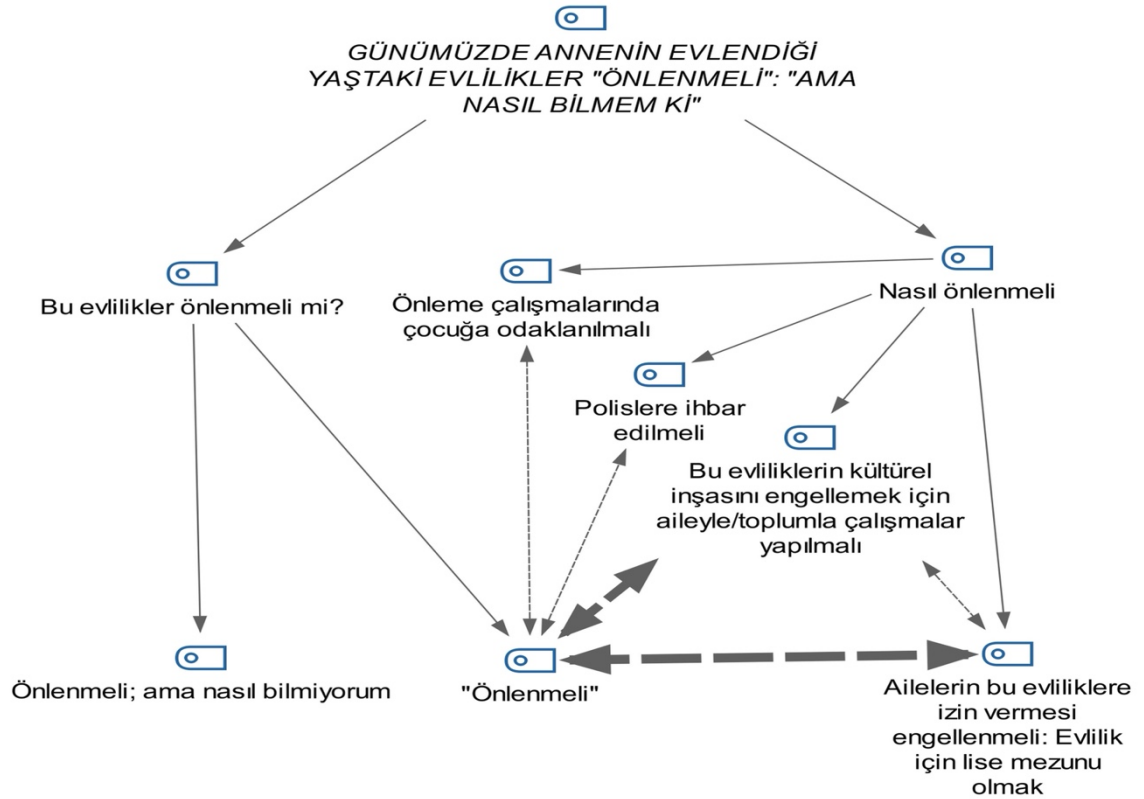 GÜNÜMÜZDE ANNENİN EVLENDİĞİ
YAŞTAKİ EVLİLİKLER "ÖNLENMELİ": "AMA
NASIL BİLMEM Kİ"
Bu evlilikler önlenmeli mi?
Önleme çalışmalarında
çocuğa odaklanılmalı
Nasıl önlenmeli
Polislere ihbar
edilmeli
Bu evliliklerin kültürel
inşasını engellemek için
aileyle/toplumla çalışmalar
yapılmalı
Önlenmeli; ama nasıl bilmiyorum
"Önlenmeli"
Ailelerin bu evliliklere
izin vermesi
engellenmeli: Evlilik
için lise mezunu
olmak